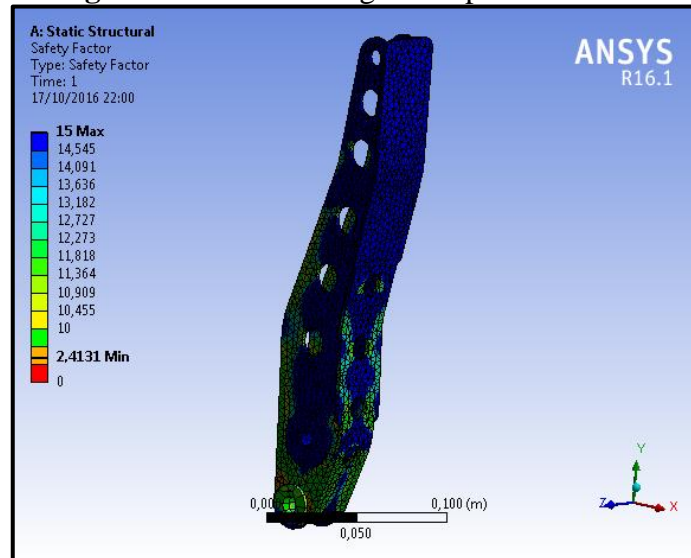 A: Static Structural
Safety Factor
Type: Safety Factor
Time: 1
17/10/2016 22:00
ANSYS
R16.1
15 Max
14,545
14,091
13,636
13,182
12,727
12,273
11,818
11,364
10,909
10,455
10
2,4131 Min
0
Y
Z
X
0,100 (m)
0,050